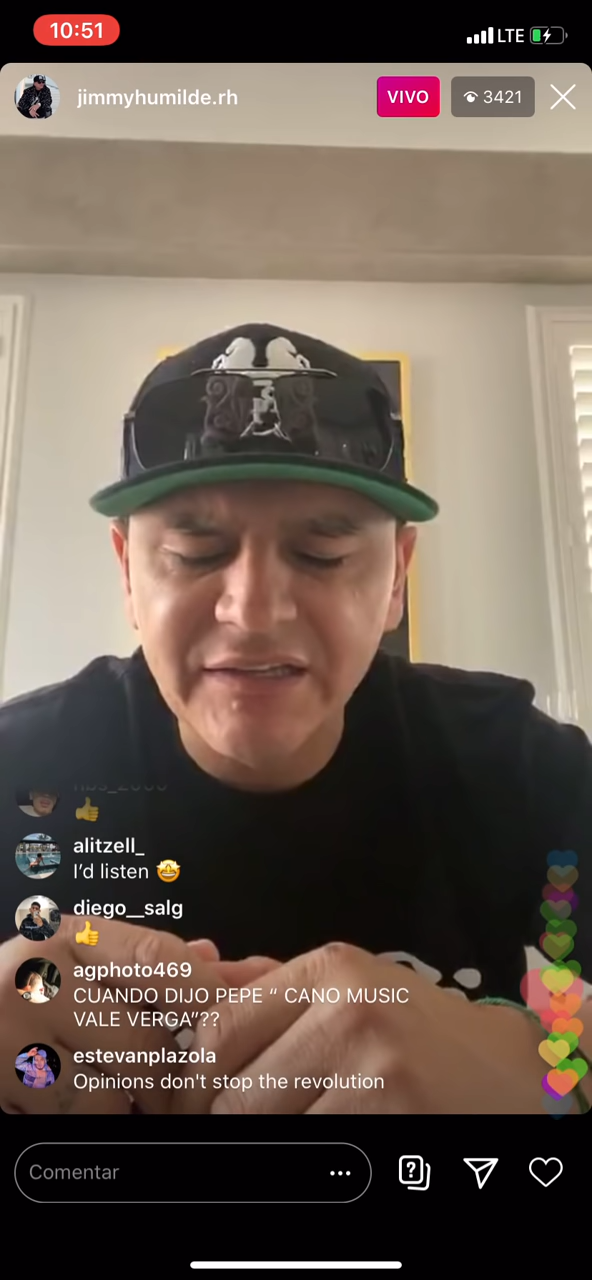 10:51
LTE
jimmyhumilde.rh
VIVO
3421
alitzell_
I'd listen 🤩
diego__salg
👍
agphoto469
CUANDO DIJO PEPE “ CANO MUSIC
VALE VERGA”??
estevanplazola
Opinions don't stop the revolution
Comentar